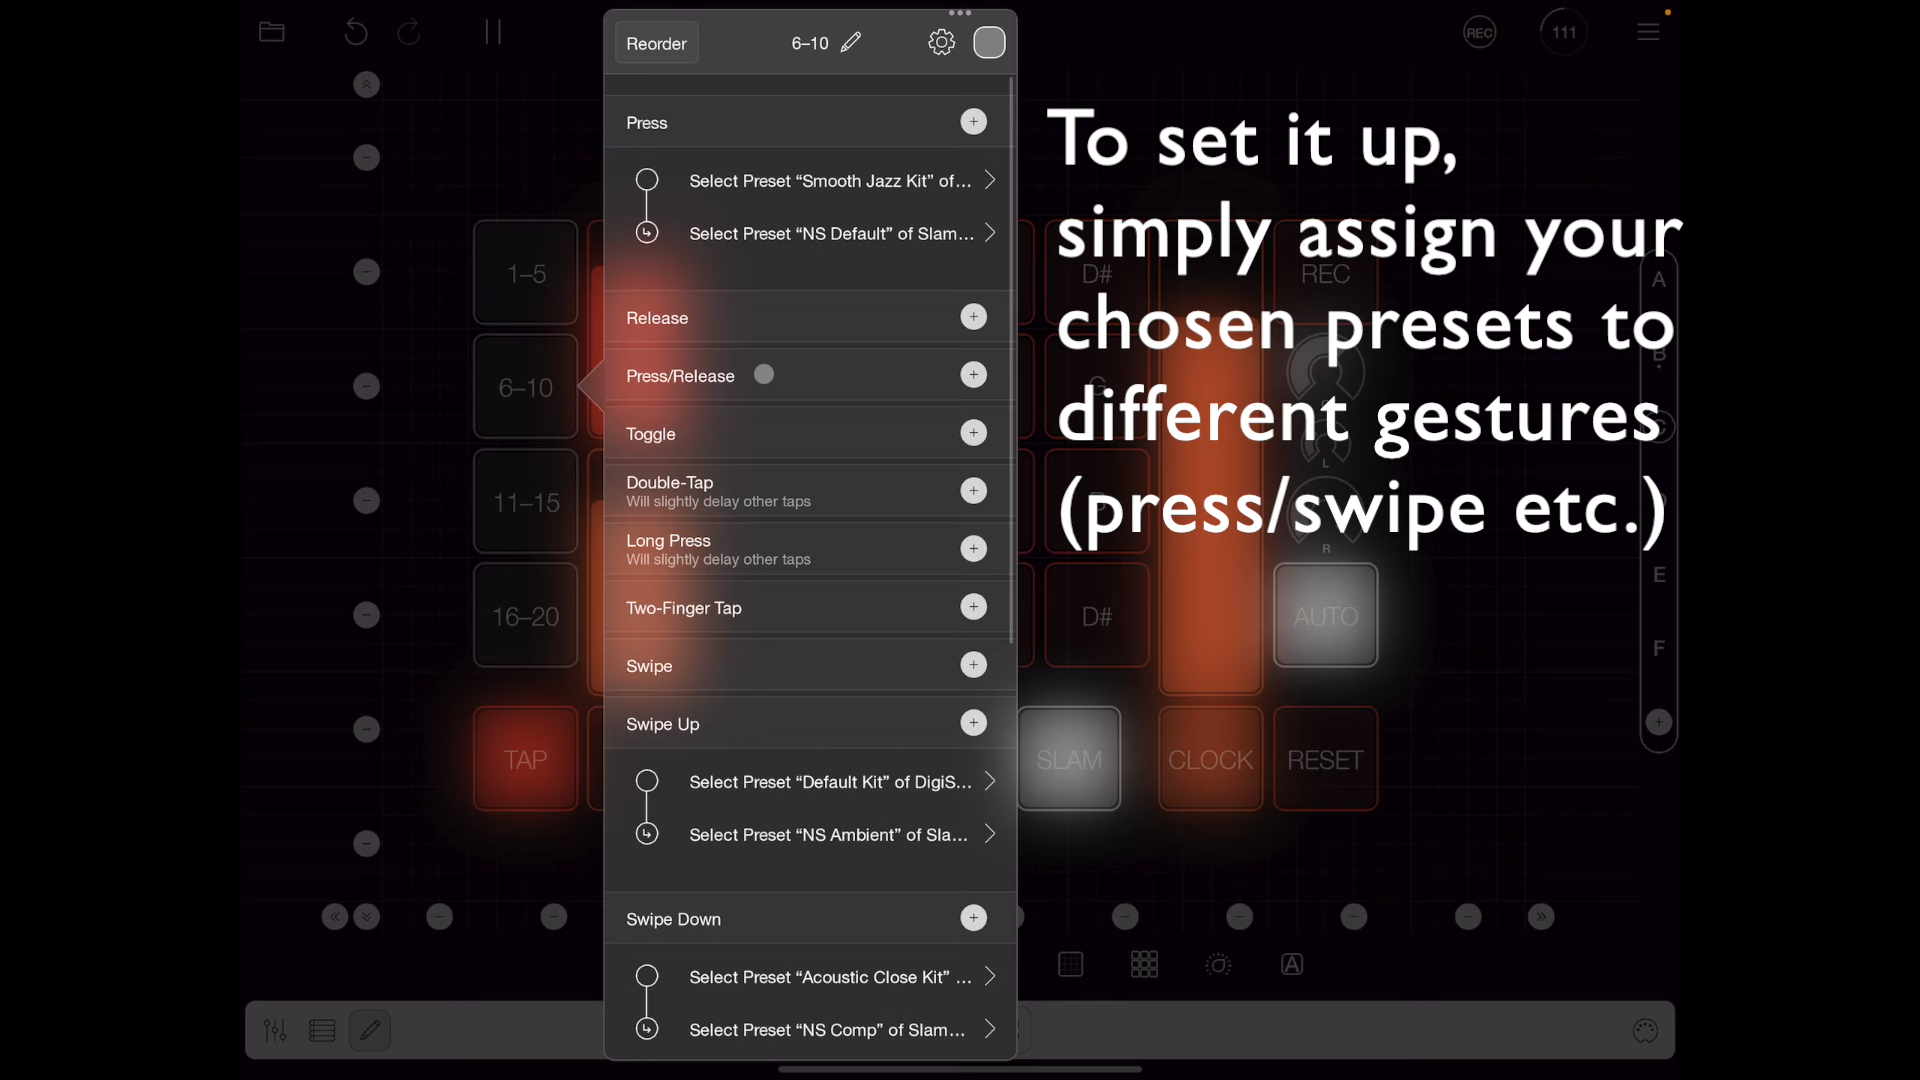 Reorder
6–10
REC
111
Press
Select Preset “Smooth Jazz Kit” of...
Select Preset “NS Default” of Slam...
Release
Press/Release
Toggle
Double-Tap
Will slightly delay other taps
Long Press
Will slightly delay other taps
Two-Finger Tap
Swipe
Swipe Up
Select Preset “Default Kit” of DigiS...
Select Preset “NS Ambient” of Sla...
Swipe Down
Select Preset “Acoustic Close Kit” ...
Select Preset “NS Comp” of Slam...
To set it up,
simply assign your
chosen presets to
different gestures
(press/swipe etc.)
1–5
6–10
11–15
16–20
TAP
D#
G
D#
REC
L
R
AUTO
SLAM
CLOCK
RESET
A
B
C
E
F
A